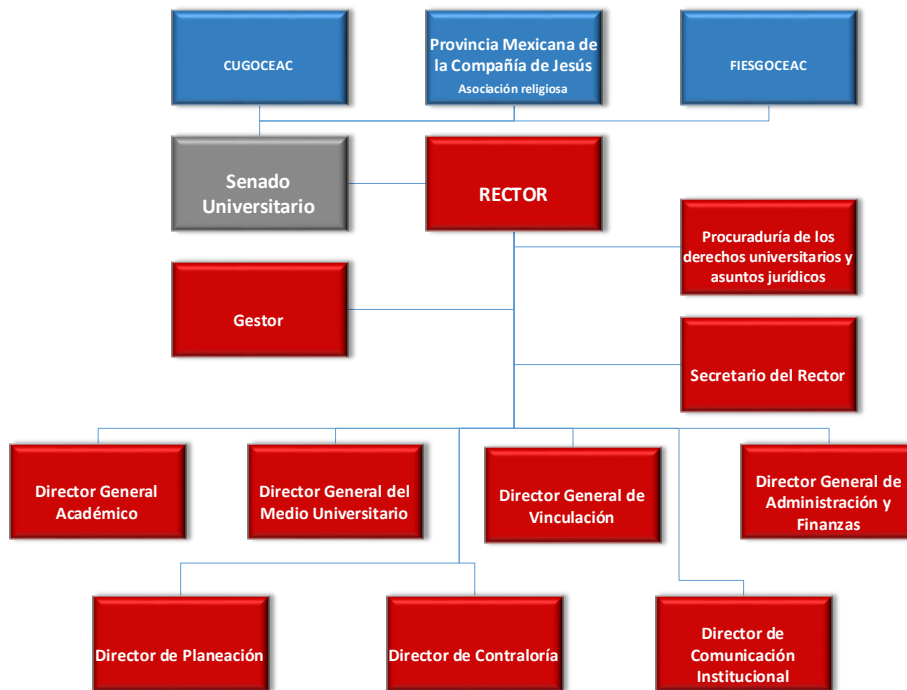 CUGOCEAC
Provincia Mexicana de
la Compañía de Jesús
Asociación religiosa
FIESGOCEAC
Senado
Universitario
RECTOR
Procuraduría de los
derechos universitarios y
asuntos jurídicos
Gestor
Secretario del Rector
Director General
Académico
Director General del
Medio Universitario
Director General de
Vinculación
Director General de
Administración y
Finanzas
Director de Planeación
Director de Contraloría
Director de
Comunicación
Institucional